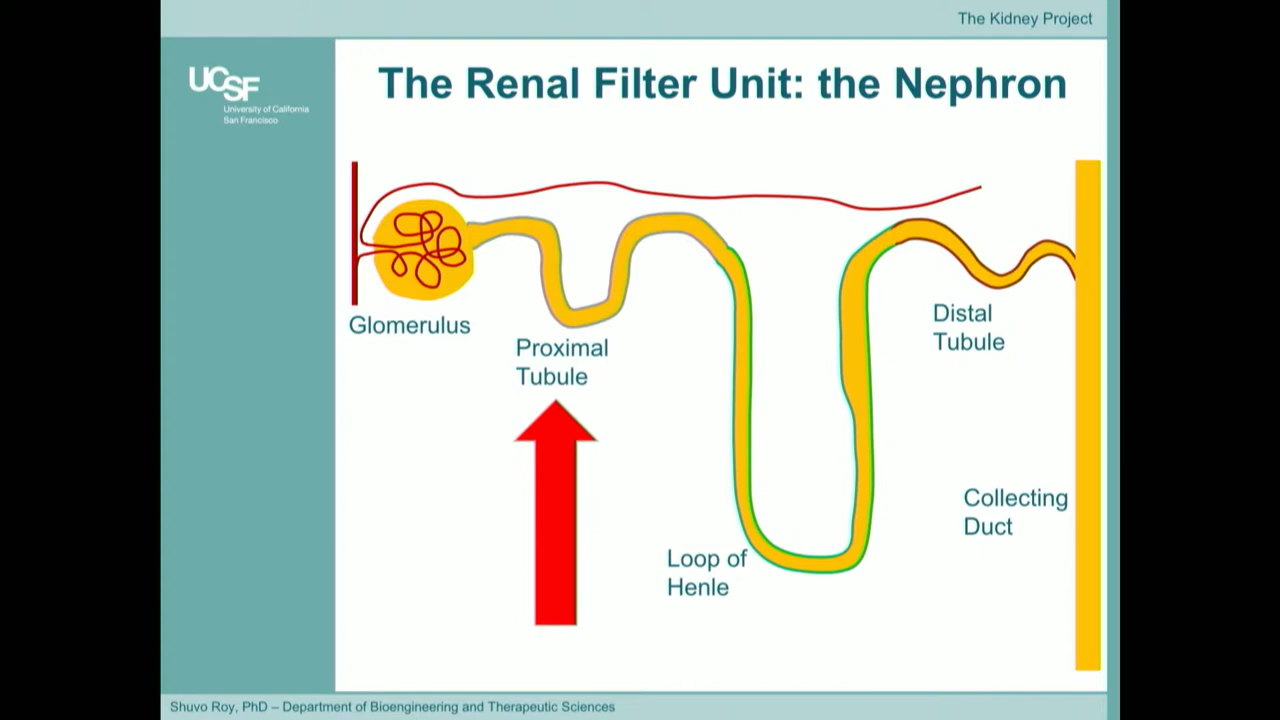 The Kidney Project
UCSF
University of California
San Francisco
The Renal Filter Unit: the Nephron
Glomerulus
Proximal
Tubule
Distal
Tubule
Collecting
Duct
Loop of
Henle
Shuvo Roy, PhD – Department of Bioengineering and Therapeutic Sciences